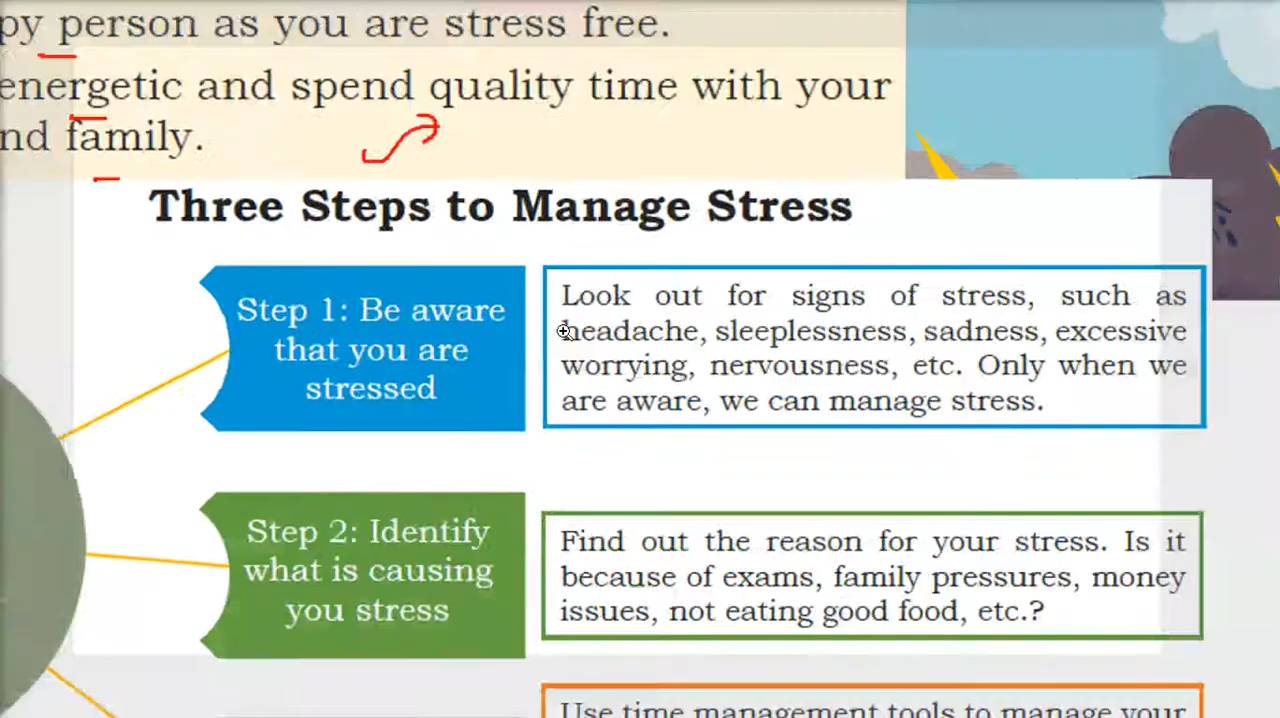 py person as you are stress free.
energetic and spend quality time with your
nd family.
Three Steps to Manage Stress
Step 1: Be aware
that you are
stressed
Look out for signs of stress, such as
headache, sleeplessness, sadness, excessive
worrying, nervousness, etc. Only when we
are aware, we can manage stress.
Step 2: Identify
what is causing
you stress
Find out the reason for your stress. Is it
because of exams, family pressures, money
issues, not eating good food, etc.?
Use time management tools to manage your